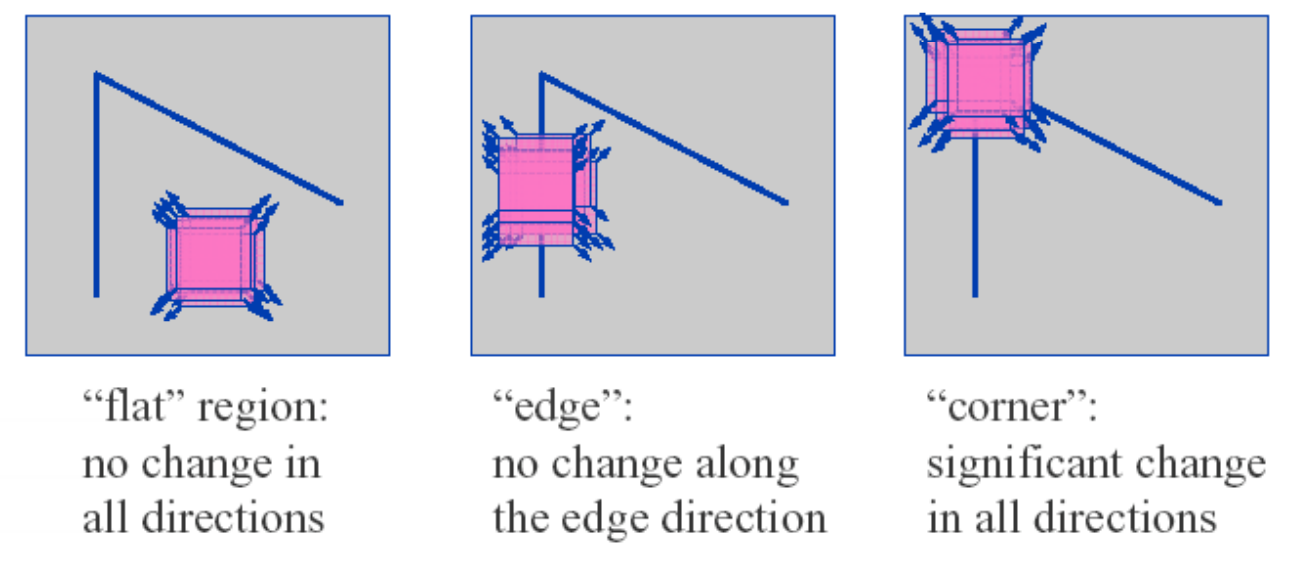 “flat” region:
no change in
all directions
“edge”:
no change along
the edge direction
“corner”:
significant change
in all directions